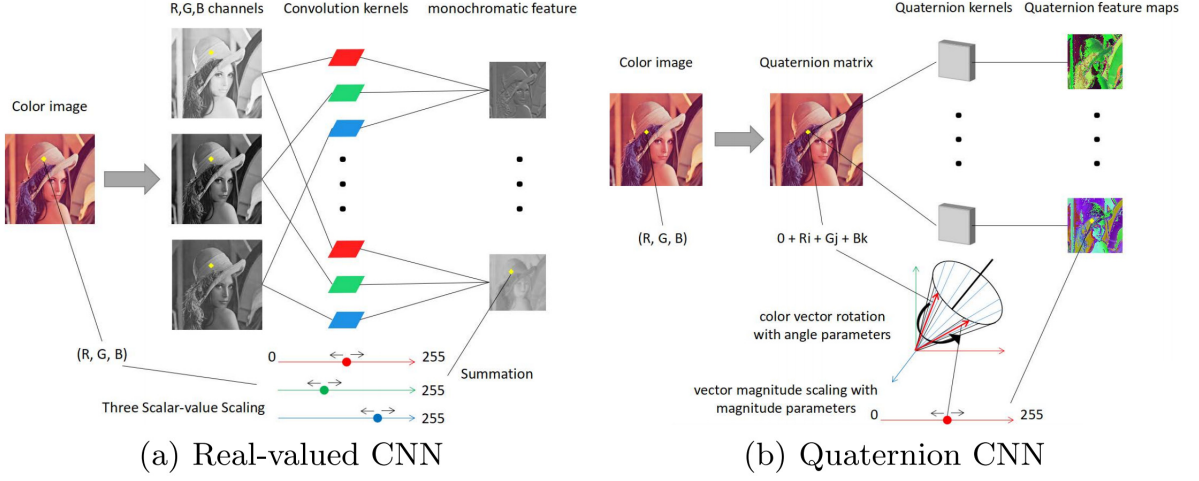 R,G,B channels
Convolution kernels
monochromatic feature
Color image
(R, G, B)
0
255
255
255
Summation
Three Scalar-value Scaling
(a) Real-valued CNN
Quaternion kernels
Quaternion feature maps
Color image
Quaternion matrix
(R, G, B)
0 + Ri + Gj + Bk
color vector rotation
with angle parameters
vector magnitude scaling with
magnitude parameters
0
255
(b) Quaternion CNN